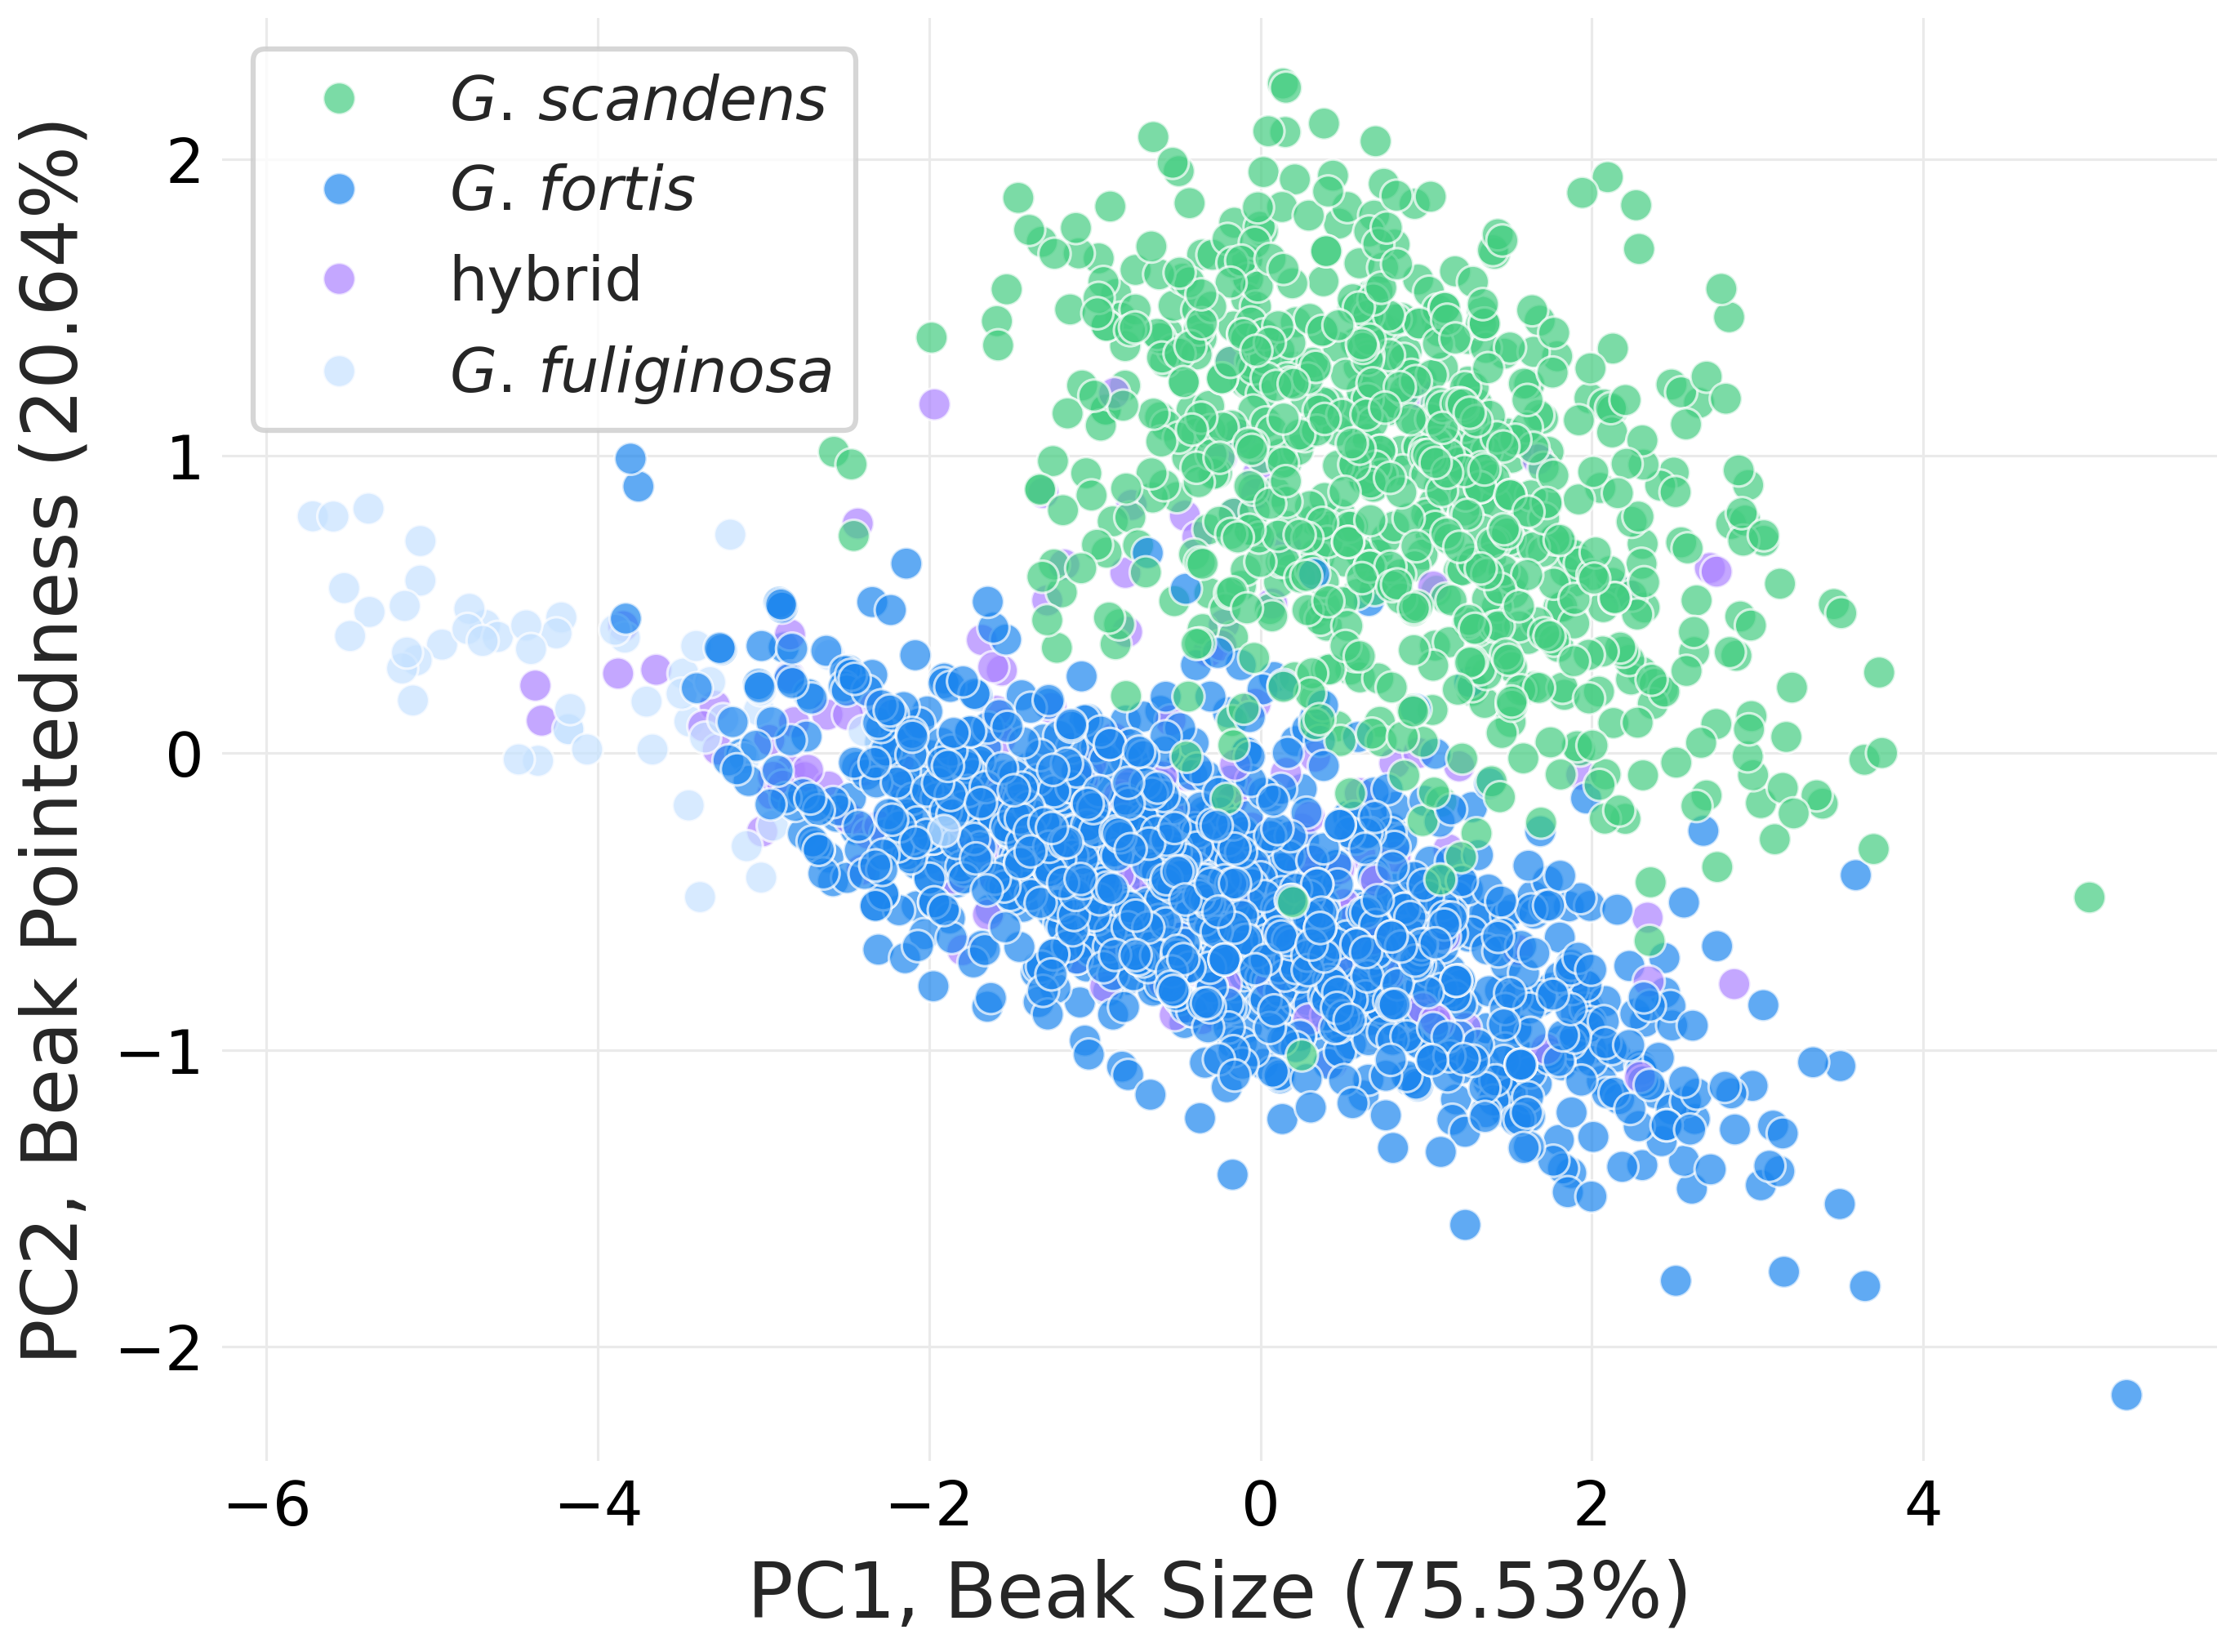 G. scandens
G. fortis
hybrid
G. fuliginosa
2
1
0
−1
−2
PC2, Beak Pointedness (20.64%)
−6
−4
−2
0
2
4
PC1, Beak Size (75.53%)